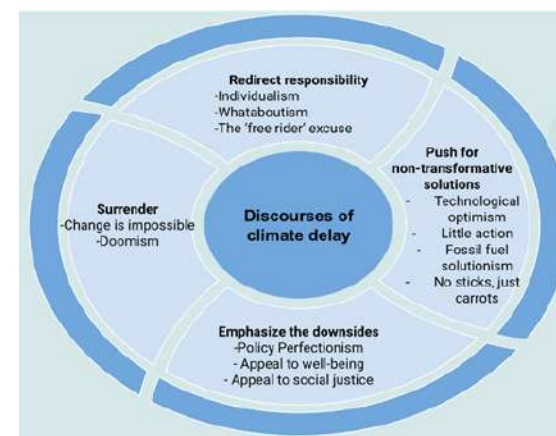 Redirect responsibility
-Individualism
-Whataboutism
-The 'free rider' excuse
Push for
non-transformative
solutions
- Technological
optimism
- Little action
- Fossil fuel
solutionism
- No sticks, just
carrots
Discourses of
climate delay
Surrender
-Change is impossible
-Doomism
Emphasize the downsides
-Policy Perfectionism
- Appeal to well-being
- Appeal to social justice